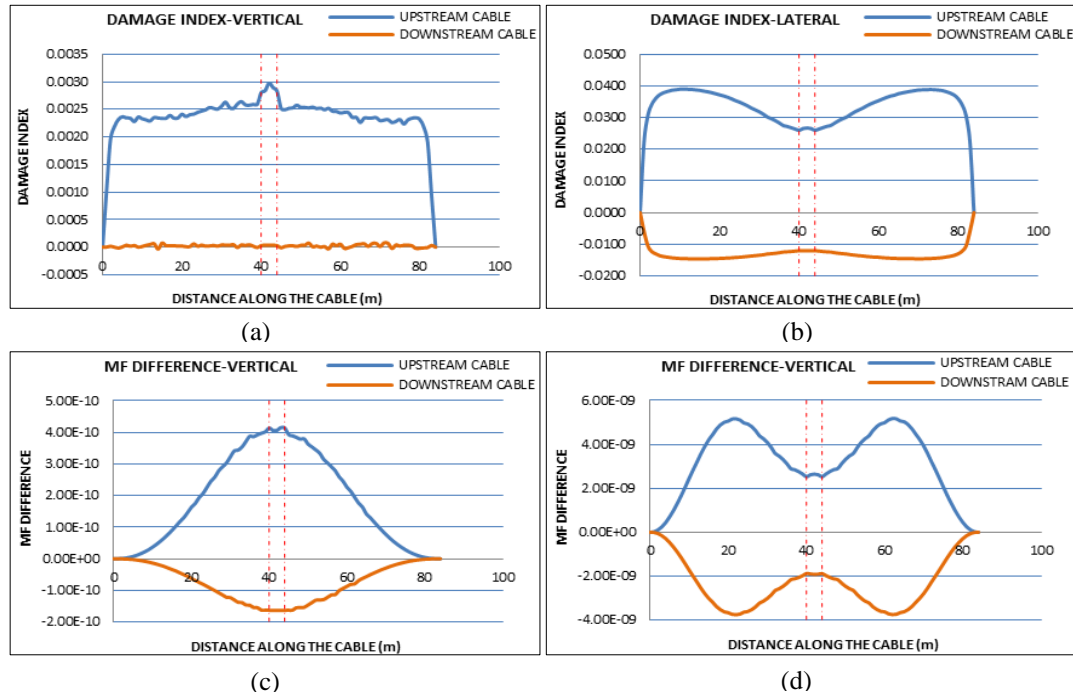 DAMAGE INDEX-VERTICAL
UPSTREAM CABLE
DOWNSTREAM CABLE
0.0035
0.0030
0.0025
0.0020
0.0015
0.0010
0.0005
0.0000
-0.0005
DAMAGE INDEX
0 20 40 60 80 100
DISTANCE ALONG THE CABLE (m)
(a)
DAMAGE INDEX-LATERAL
UPSTREAM CABLE
DOWNSTREAM CABLE
0.0500
0.0400
0.0300
0.0200
0.0100
0.0000
-0.0100
-0.0200
DAMAGE INDEX
0 20 40 60 80 100
DISTANCE ALONG THE CABLE (m)
(b)
MF DIFFERENCE-VERTICAL
UPSTREAM CABLE
DOWNSTREAM CABLE
5.00E-10
4.00E-10
3.00E-10
2.00E-10
1.00E-10
0.00E+00
-1.00E-10
-2.00E-10
MF DIFFERENCE
0 20 40 60 80 100
DISTANCE ALONG THE CABLE (m)
(c)
MF DIFFERENCE-VERTICAL
UPSTREAM CABLE
DOWNSTRAM CABLE
6.00E-09
4.00E-09
2.00E-09
0.00E+00
-2.00E-09
-4.00E-09
MF DIFFERENCE
0 20 40 60 80 100
DISTANCE ALONG THE CABLE (m)
(d)